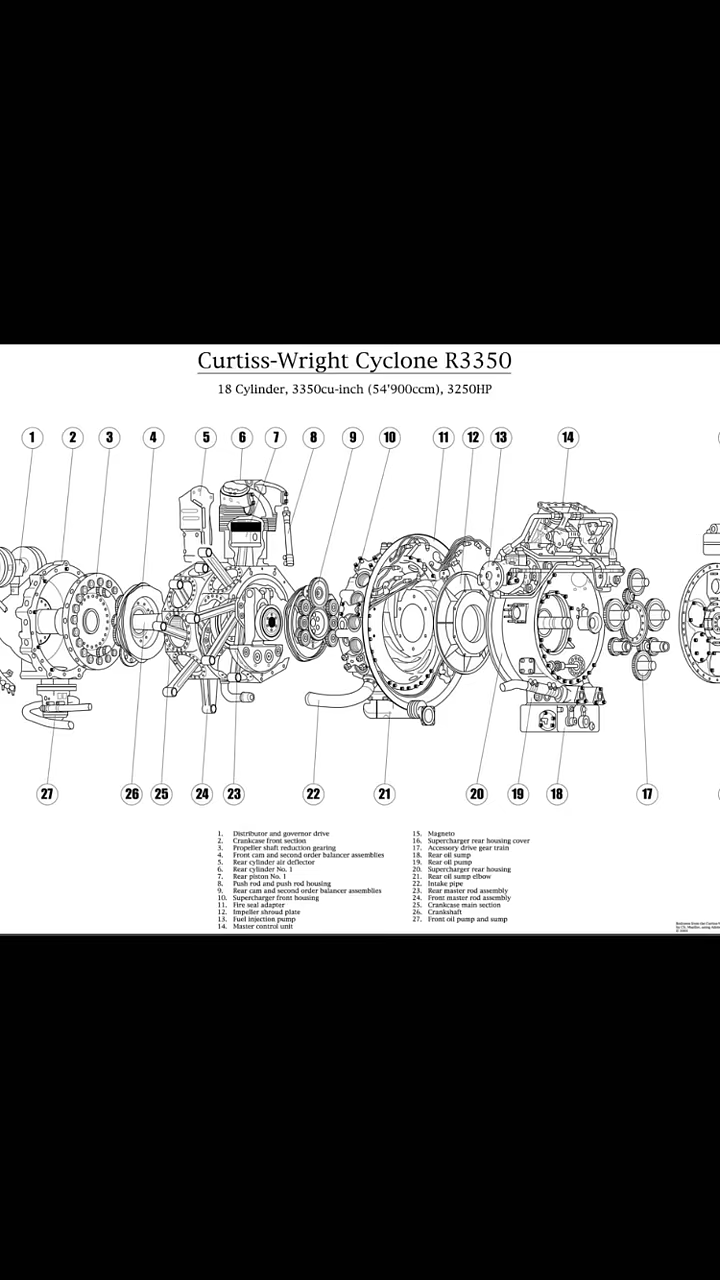 Curtiss-Wright Cyclone R3350
18 Cylinder, 3350cu-inch (54'900ccm), 3250HP
1 2 3 4 5 6 7 8 9 10 11 12 13 14
27 26 25 24 23 22 21 20 19 18 17
1. Distributor and governor drive
2. Crankcase front section
3. Propeller shaft reduction gearing
4. Front cam and second order balancer assemblies
5. Rear cylinder air deflector
6. Rear cylinder No. 1
7. Rear piston No. 1
8. Push rod and push rod housing
9. Rear cam and second order balancer assemblies
10. Supercharger front housing
11. Fire seal adapter
12. Impeller shroud plate
13. Fuel injection pump
14. Master control unit
15. Magneto
16. Supercharger rear housing cover
17. Accessory drive gear train
18. Rear oil sump
19. Rear oil pump
20. Supercharger rear housing
21. Rear oil sump elbow
22. Intake pipe
23. Rear master rod assembly
24. Front master rod assembly
25. Crankcase main section
26. Crankshaft
27. Front oil pump and sump